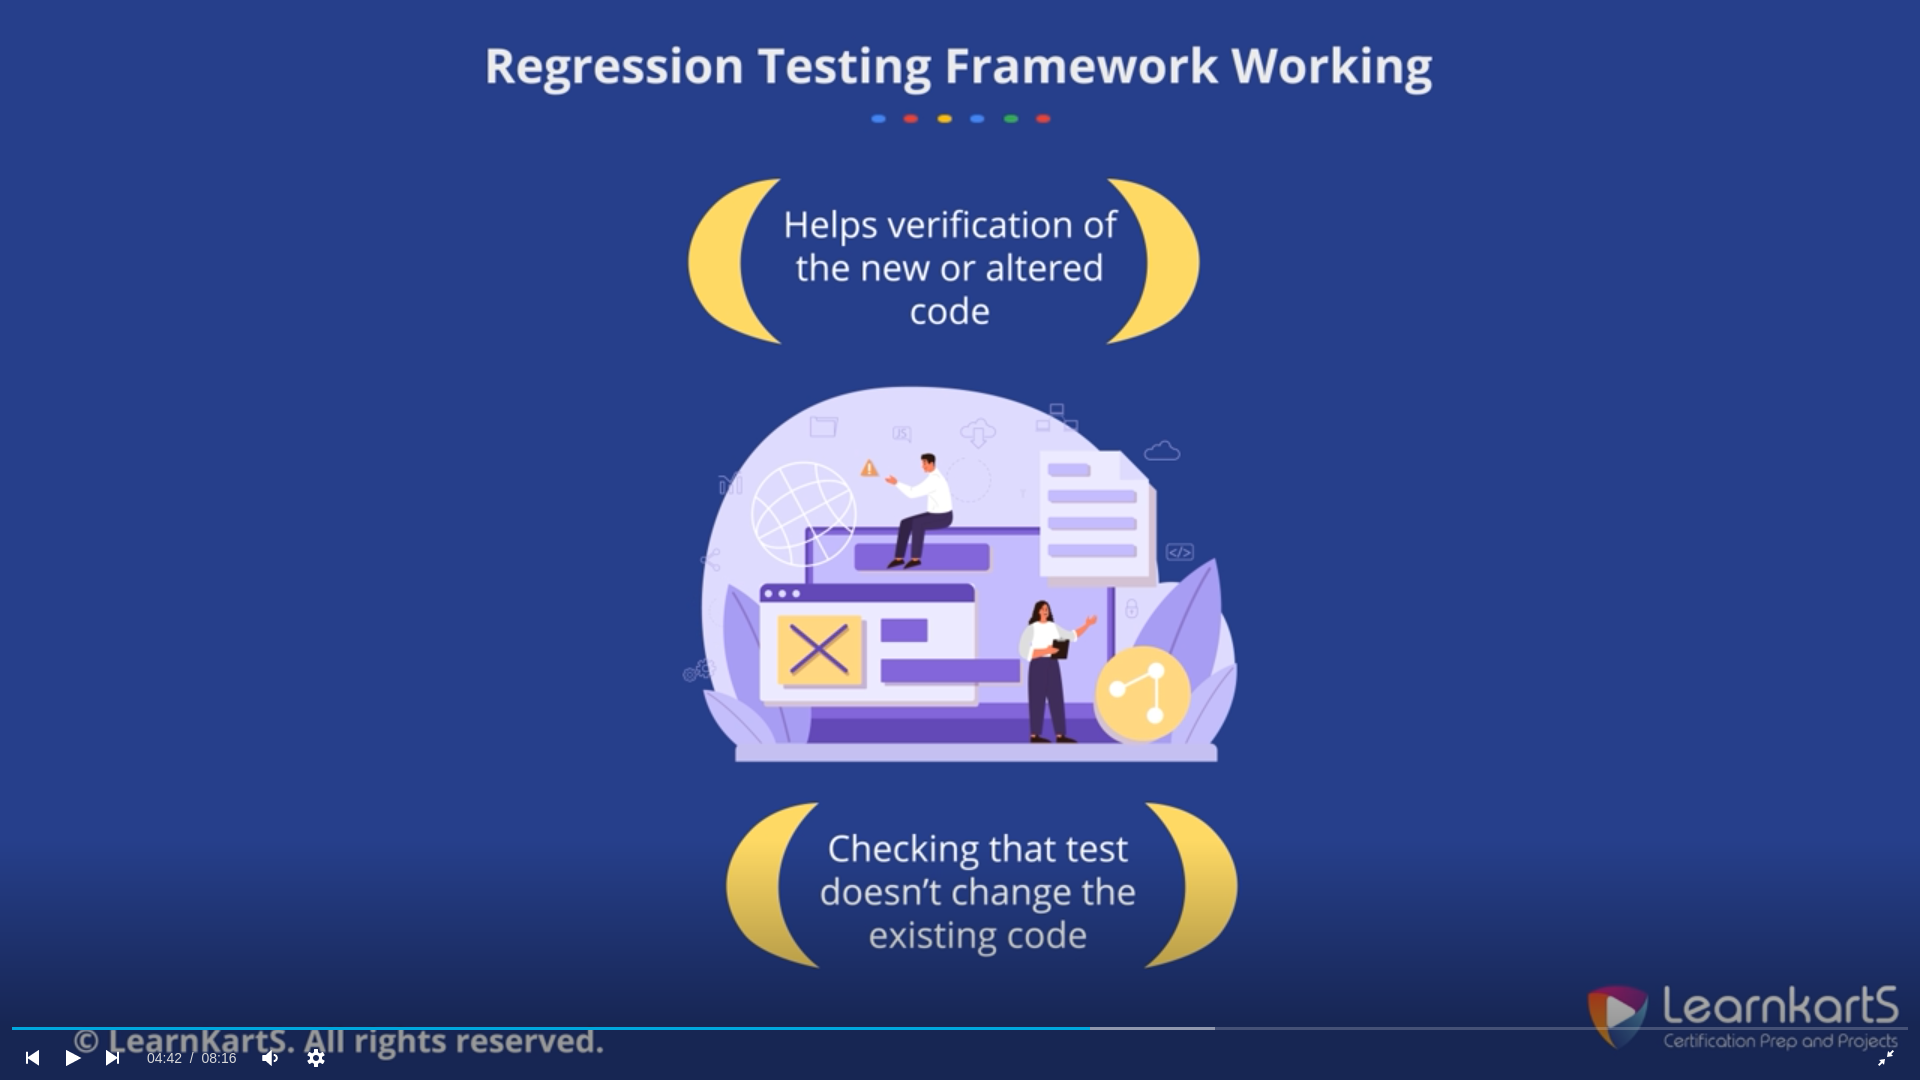 Regression Testing Framework Working
Helps verification of
the new or altered
code
JS
</>
Checking that test
doesn't change the
existing code
LearnkartS
Certification Prep and Projects
© LearnKartS. All rights reserved.
04:42 / 08:16